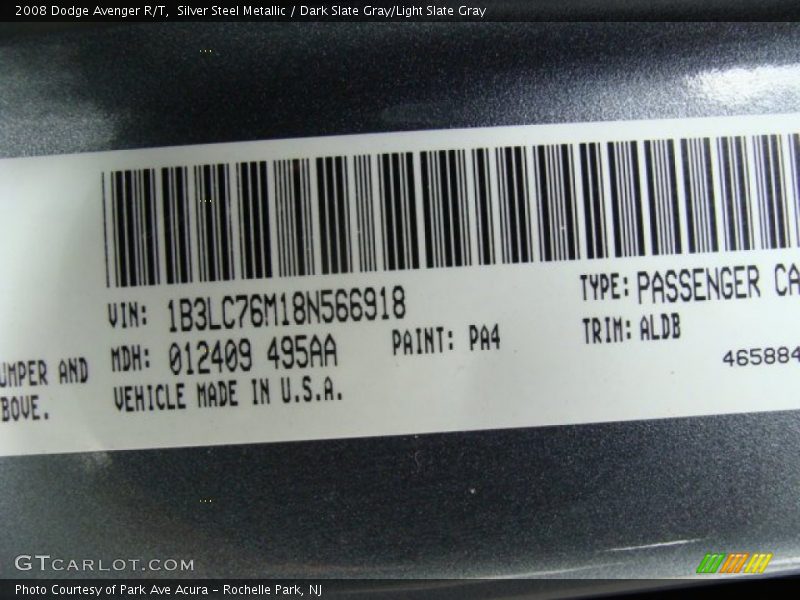 2008 Dodge Avenger R/T,  Silver Steel Metallic / Dark Slate Gray/Light Slate Gray
VIN: 1B3LC76M18N566918
TYPE: PASSENGER CA
MDH: 012409 495AA
PAINT: PA4
TRIM: ALDB
UMPER AND
BOVE.
VEHICLE MADE IN U.S.A.
465884
GTCARLOT.COM
Photo Courtesy of Park Ave Acura – Rochelle Park, NJ